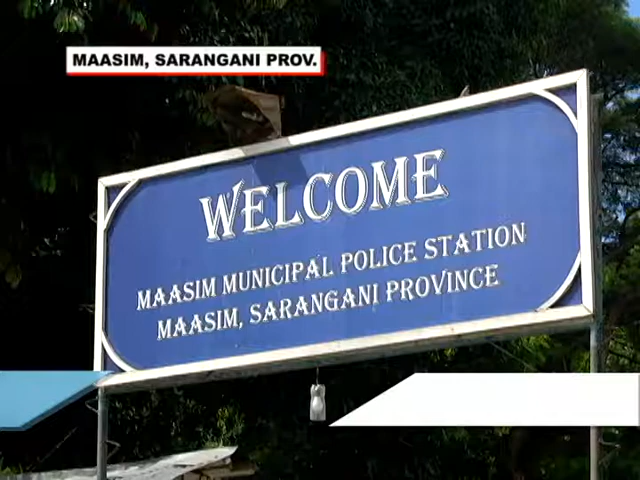 MAASIM, SARANGANI PROV.
WELCOME
MAASIM MUNICIPAL POLICE STATION
MAASIM, SARANGANI PROVINCE